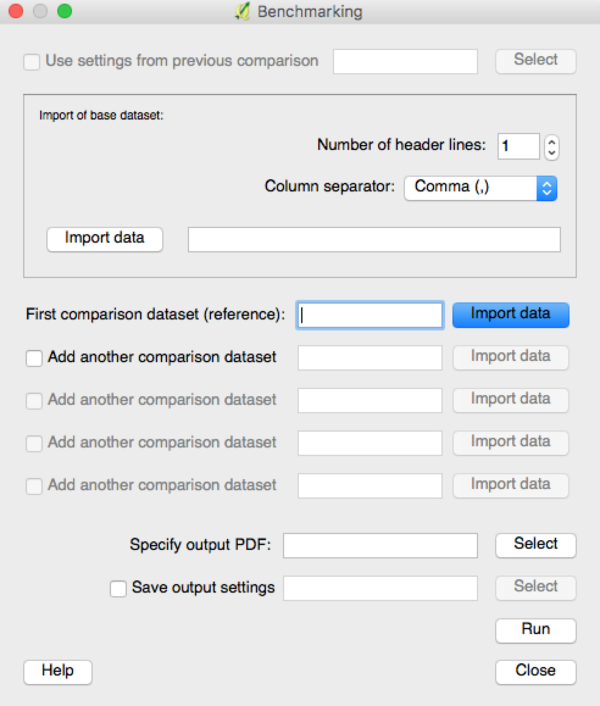 Benchmarking
Use settings from previous comparison Select
Import of base dataset:
Number of header lines: 1
Column separator: Comma (,)
Import data
First comparison dataset (reference): Import data
Add another comparison dataset Import data
Add another comparison dataset Import data
Add another comparison dataset Import data
Add another comparison dataset Import data
Specify output PDF: Select
Save output settings Select
Run
Help Close